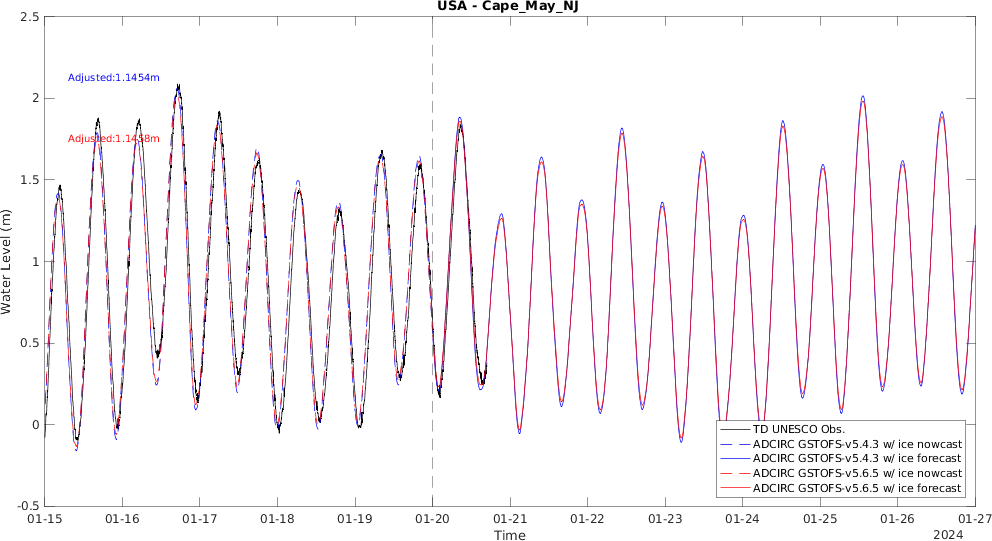 USA - Cape_May_NJ
2.5
2
1.5
1
0.5
0
-0.5
Water Level (m)
Adjusted:1.1454m
Adjusted:1.1458m
TD UNESCO Obs.
ADCIRC GSTOFS-v5.4.3 w/ ice nowcast
ADCIRC GSTOFS-v5.4.3 w/ ice forecast
ADCIRC GSTOFS-v5.6.5 w/ ice nowcast
ADCIRC GSTOFS-v5.6.5 w/ ice forecast
01-15 01-16 01-17 01-18 01-19 01-20 01-21 01-22 01-23 01-24 01-25 01-26 01-27
Time
2024